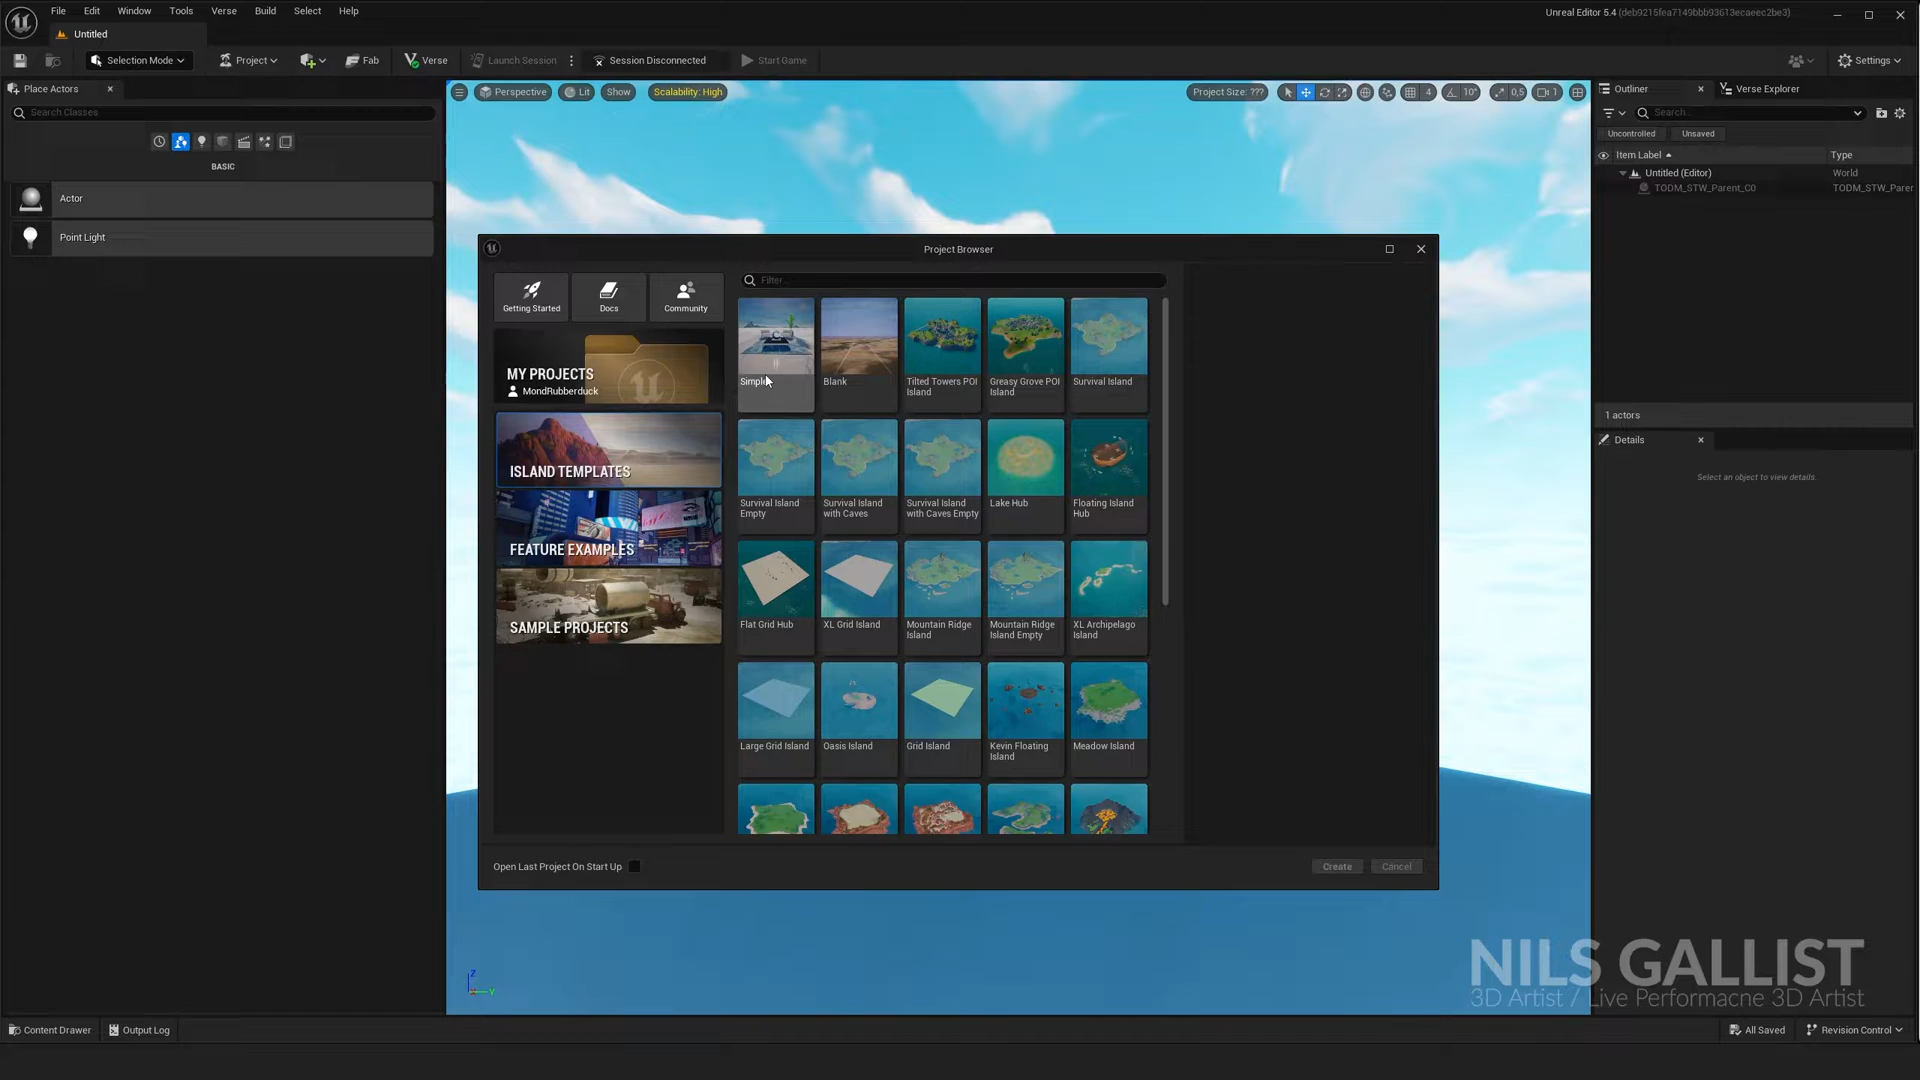 File Edit Window Tools Verse Build Select Help
Unreal Editor 5.4 (deb9215fea7149bbb93613ecaeec2be3)
Untitled
Selection Mode Project Fab Verse Launch Session Session Disconnected Start Game Settings
Place Actors
Search Classes
BASIC
Actor
Point Light
Perspective Lit Show Scalability: High Project Size: ??? 4 10° 0,5 1
Outliner Verse Explorer
Search...
Uncontrolled Unsaved
Item Label Type
Untitled (Editor) World
TODM_STW_Parent_C0 TODM_STW_Parer
1 actors
Details
Select an object to view details.
Project Browser
Getting Started Docs Community
MY PROJECTS
MondRubberduck
ISLAND TEMPLATES
FEATURE EXAMPLES
SAMPLE PROJECTS
Filter...
Simple
Blank
Tilted Towers POI
Island
Greasy Grove POI
Island
Survival Island
Survival Island
Empty
Survival Island
with Caves
Survival Island
with Caves Empty
Lake Hub
Floating Island
Hub
Flat Grid Hub
XL Grid Island
Mountain Ridge
Island
Mountain Ridge
Island Empty
XL Archipelago
Island
Large Grid Island
Oasis Island
Grid Island
Kevin Floating
Island
Meadow Island
Open Last Project On Start Up
Create Cancel
Z
Y
NILS GALLIST
3D Artist / Live Performacne 3D Artist
Content Drawer Output Log All Saved Revision Control